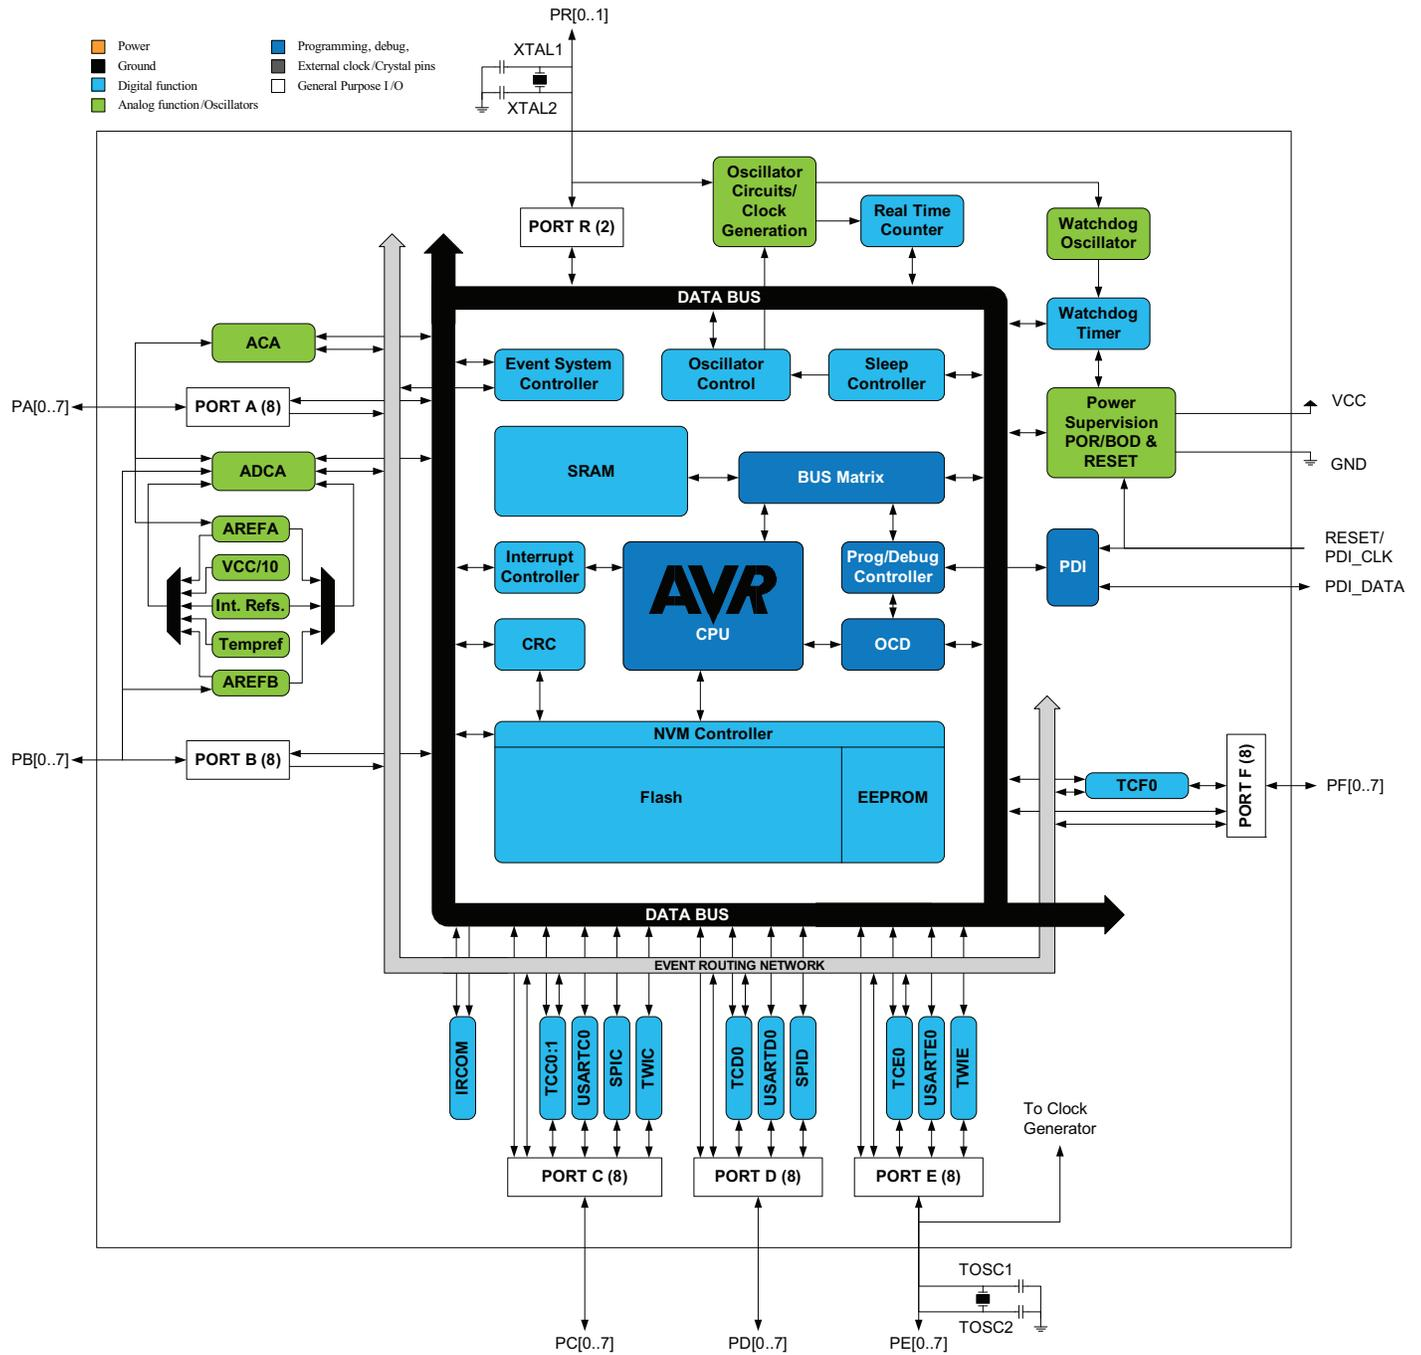 PR[0..1]
Power
Ground
Digital function
Analog function/Oscillators
Programming, debug,
External clock/Crystal pins
General Purpose I/O
XTAL1
XTAL2
PORT R (2)
Oscillator
Circuits/
Clock
Generation
Real Time
Counter
Watchdog
Oscillator
DATA BUS
Watchdog
Timer
ACA
Event System
Controller
Oscillator
Control
Sleep
Controller
PA[0..7]
PORT A (8)
Power
Supervision
POR/BOD &
RESET
VCC
GND
ADCA
SRAM
BUS Matrix
AREFA
VCC/10
Int. Refs.
Tempref
AREFB
Interrupt
Controller
AVR
CPU
Prog/Debug
Controller
PDI
RESET/
PDI_CLK
PDI_DATA
CRC
OCD
NVM Controller
Flash
EEPROM
PB[0..7]
PORT B (8)
TCF0
PORT F (8)
PF[0..7]
DATA BUS
EVENT ROUTING NETWORK
IRCOM
TCC0:1
USARTC0
SPIC
TWIC
TCD0
USARTD0
SPID
TCE0
USARTE0
TWIE
To Clock
Generator
PORT C (8)
PORT D (8)
PORT E (8)
TOSC1
TOSC2
PC[0..7]
PD[0..7]
PE[0..7]